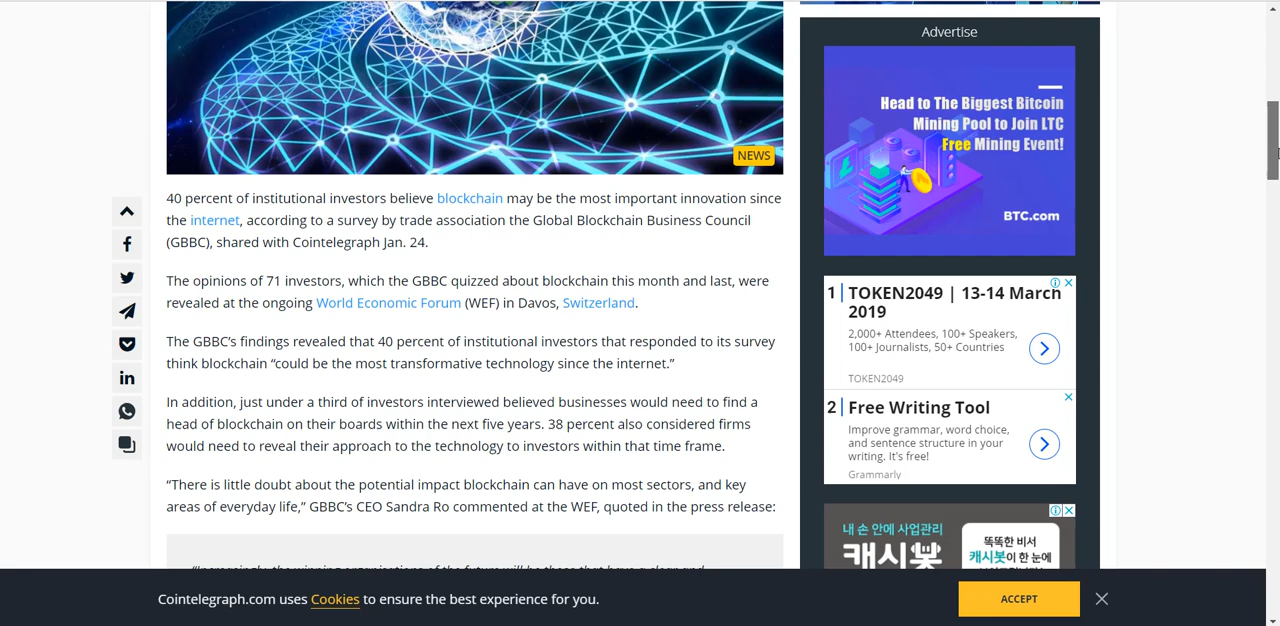 NEWS
40 percent of institutional investors believe blockchain may be the most important innovation since
the internet, according to a survey by trade association the Global Blockchain Business Council
(GBBC), shared with Cointelegraph Jan. 24.
The opinions of 71 investors, which the GBBC quizzed about blockchain this month and last, were
revealed at the ongoing World Economic Forum (WEF) in Davos, Switzerland.
The GBBC’s findings revealed that 40 percent of institutional investors that responded to its survey
think blockchain “could be the most transformative technology since the internet.”
In addition, just under a third of investors interviewed believed businesses would need to find a
head of blockchain on their boards within the next five years. 38 percent also considered firms
would need to reveal their approach to the technology to investors within that time frame.
“There is little doubt about the potential impact blockchain can have on most sectors, and key
areas of everyday life,” GBBC’s CEO Sandra Ro commented at the WEF, quoted in the press release:
Advertise
Head to The Biggest Bitcoin
Mining Pool to Join LTC
Free Mining Event!
BTC.com
1
TOKEN2049 | 13-14 March
2019
2,000+ Attendees, 100+ Speakers,
100+ Journalists, 50+ Countries
TOKEN2049
2
Free Writing Tool
Improve grammar, word choice,
and sentence structure in your
writing. It's free!
Grammarly
내 손 안에 사업관리
캐시봇
똑똑한 비서
캐시봇이 한 눈에
Cointelegraph.com uses Cookies to ensure the best experience for you.
ACCEPT